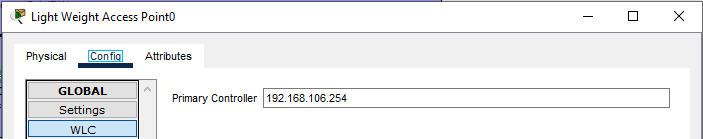 Light Weight Access Point0
Physical Config Attributes
GLOBAL
Settings
WLC
Primary Controller 192.168.106.254